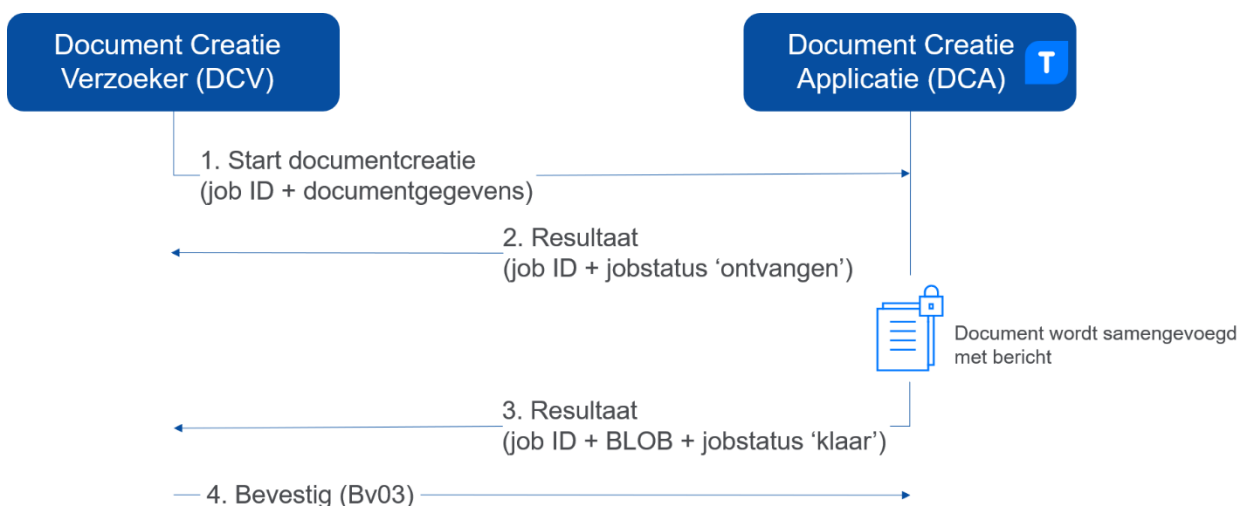 Document Creatie
Verzoeker (DCV)
Document Creatie
Applicatie (DCA)
T
1. Start documentcreatie
(job ID + documentgegevens)
2. Resultaat
(job ID + jobstatus ‘ontvangen’)
Document wordt samengevoegd
met bericht
3. Resultaat
(job ID + BLOB + jobstatus ‘klaar’)
4. Bevestig (Bv03)